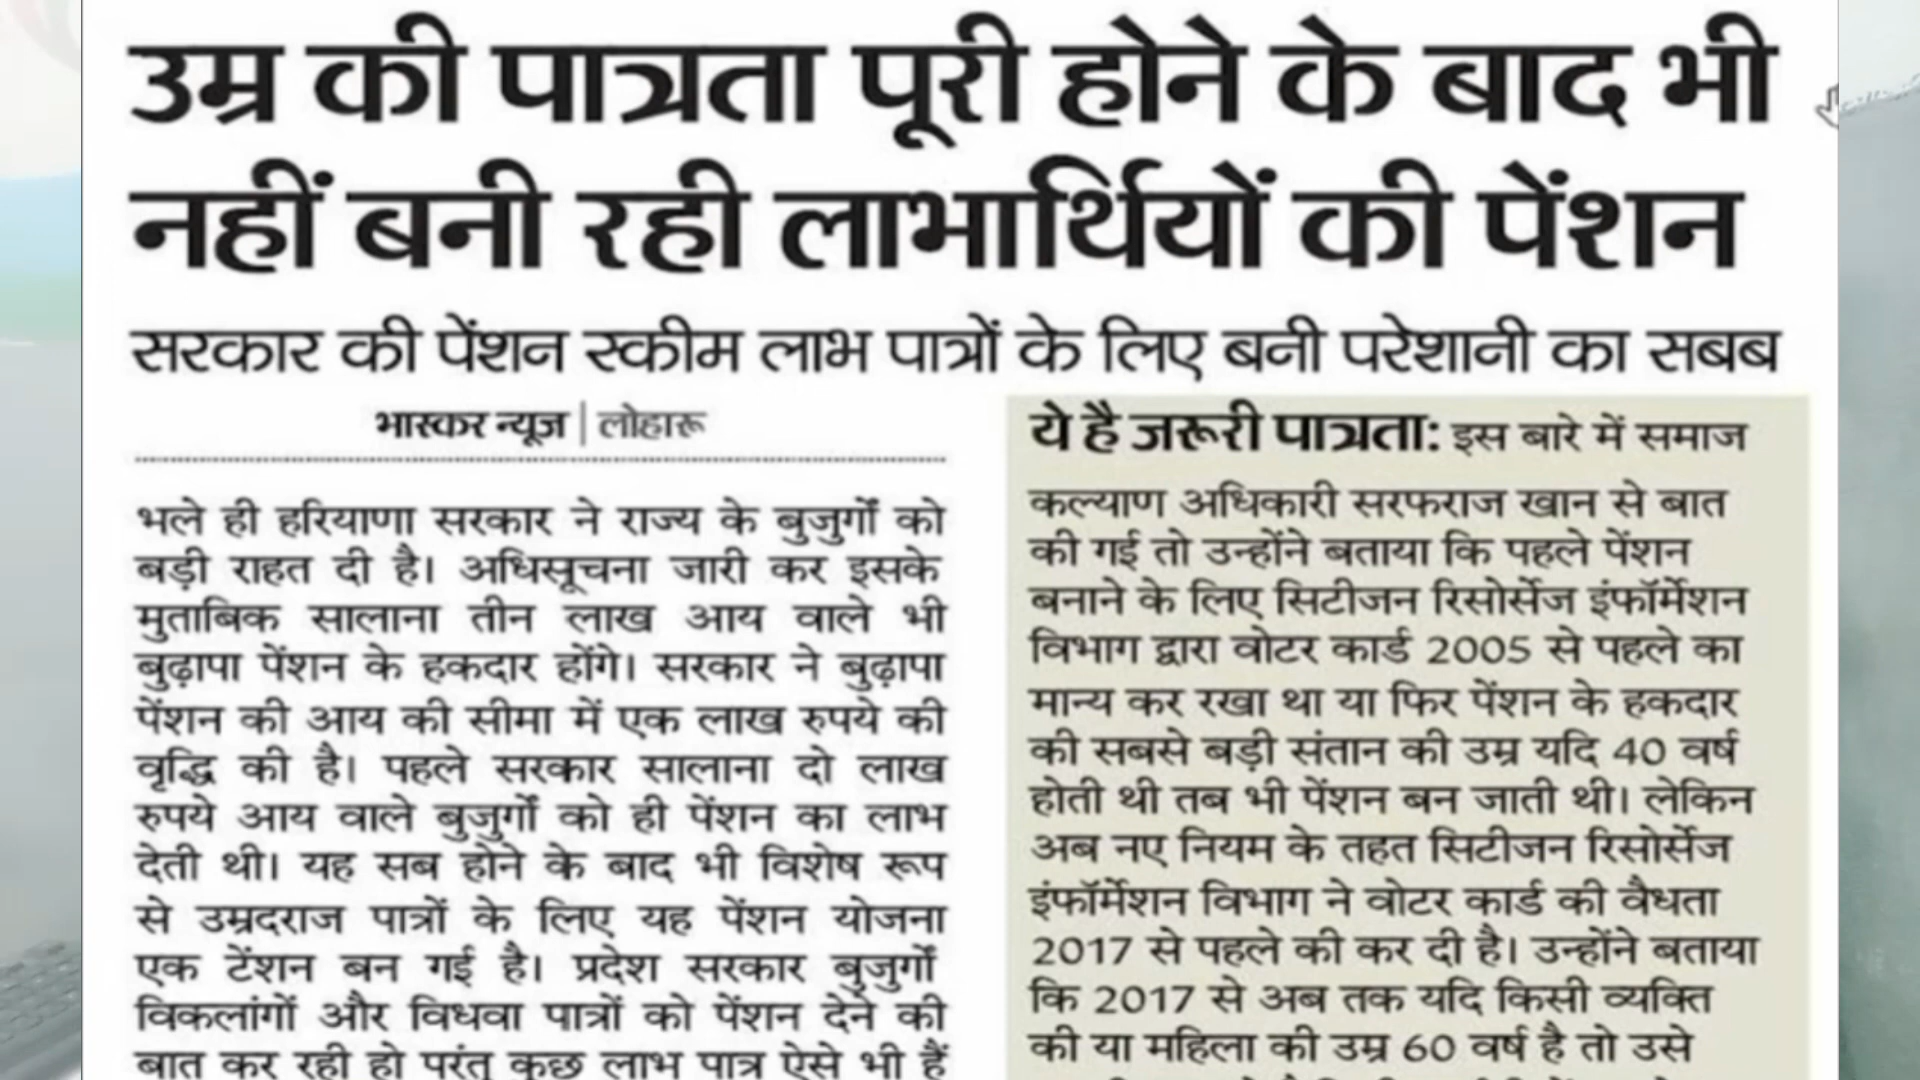 उम्र की पात्रता पूरी होने के बाद भी
नहीं बनी रही लाभार्थियों की पेंशन
सरकार की पेंशन स्कीम लाभ पात्रों के लिए बनी परेशानी का सबब
भास्कर न्यूज | लोहारू
भले ही हरियाणा सरकार ने राज्य के बुजुर्गों को
बड़ी राहत दी है। अधिसूचना जारी कर इसके
मुताबिक सालाना तीन लाख आय वाले भी
बुढ़ापा पेंशन के हकदार होंगे। सरकार ने बुढ़ापा
पेंशन की आय की सीमा में एक लाख रुपये की
वृद्धि की है। पहले सरकार सालाना दो लाख
रुपये आय वाले बुजुर्गों को ही पेंशन का लाभ
देती थी। यह सब होने के बाद भी विशेष रूप
से उम्रदराज पात्रों के लिए यह पेंशन योजना
एक टेंशन बन गई है। प्रदेश सरकार बुजुर्गों
विकलांगों और विधवा पात्रों को पेंशन देने की
बात कर रही हो परंतु कुछ लाभ पात्र ऐसे भी हैं
ये है जरूरी पात्रता: इस बारे में समाज
कल्याण अधिकारी सरफराज खान से बात
की गई तो उन्होंने बताया कि पहले पेंशन
बनाने के लिए सिटीजन रिसोर्सेज इंफॉर्मेशन
विभाग द्वारा वोटर कार्ड 2005 से पहले का
मान्य कर रखा था या फिर पेंशन के हकदार
की सबसे बड़ी संतान की उम्र यदि 40 वर्ष
होती थी तब भी पेंशन बन जाती थी। लेकिन
अब नए नियम के तहत सिटीजन रिसोर्सेज
इंफॉर्मेशन विभाग ने वोटर कार्ड की वैधता
2017 से पहले की कर दी है। उन्होंने बताया
कि 2017 से अब तक यदि किसी व्यक्ति
की या महिला की उम्र 60 वर्ष है तो उसे